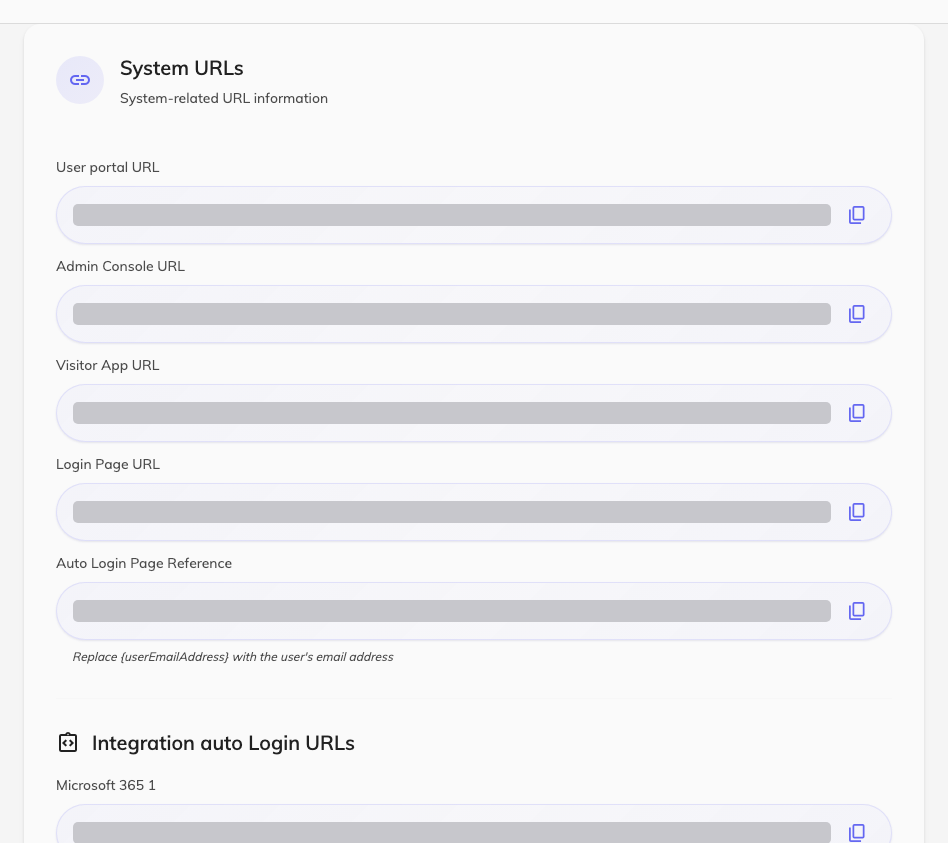 System URLs
System-related URL information
User portal URL
Admin Console URL
Visitor App URL
Login Page URL
Auto Login Page Reference
Replace {userEmailAddress} with the user's email address
Integration auto Login URLs
Microsoft 365 1